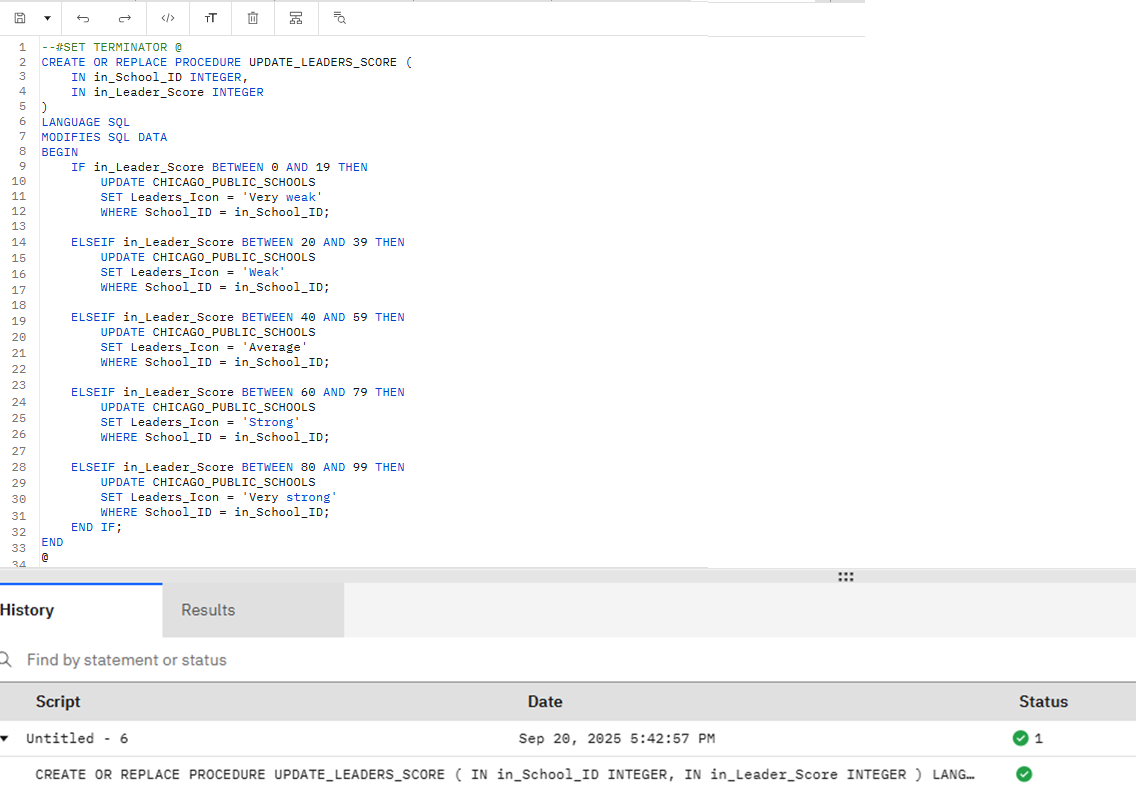 1 --#SET TERMINATOR @
2 CREATE OR REPLACE PROCEDURE UPDATE_LEADERS_SCORE (
3     IN in_School_ID INTEGER,
4     IN in_Leader_Score INTEGER
5 )
6 LANGUAGE SQL
7 MODIFIES SQL DATA
8 BEGIN
9     IF in_Leader_Score BETWEEN 0 AND 19 THEN
10         UPDATE CHICAGO_PUBLIC_SCHOOLS
11         SET Leaders_Icon = 'Very weak'
12         WHERE School_ID = in_School_ID;
13
14     ELSEIF in_Leader_Score BETWEEN 20 AND 39 THEN
15         UPDATE CHICAGO_PUBLIC_SCHOOLS
16         SET Leaders_Icon = 'Weak'
17         WHERE School_ID = in_School_ID;
18
19     ELSEIF in_Leader_Score BETWEEN 40 AND 59 THEN
20         UPDATE CHICAGO_PUBLIC_SCHOOLS
21         SET Leaders_Icon = 'Average'
22         WHERE School_ID = in_School_ID;
23
24     ELSEIF in_Leader_Score BETWEEN 60 AND 79 THEN
25         UPDATE CHICAGO_PUBLIC_SCHOOLS
26         SET Leaders_Icon = 'Strong'
27         WHERE School_ID = in_School_ID;
28
29     ELSEIF in_Leader_Score BETWEEN 80 AND 99 THEN
30         UPDATE CHICAGO_PUBLIC_SCHOOLS
31         SET Leaders_Icon = 'Very strong'
32         WHERE School_ID = in_School_ID;
33     END IF;
34 END
@
History Results
Find by statement or status
Script Date Status
Untitled - 6 Sep 20, 2025 5:42:57 PM 1
CREATE OR REPLACE PROCEDURE UPDATE_LEADERS_SCORE ( IN in_School_ID INTEGER, IN in_Leader_Score INTEGER ) LANG…